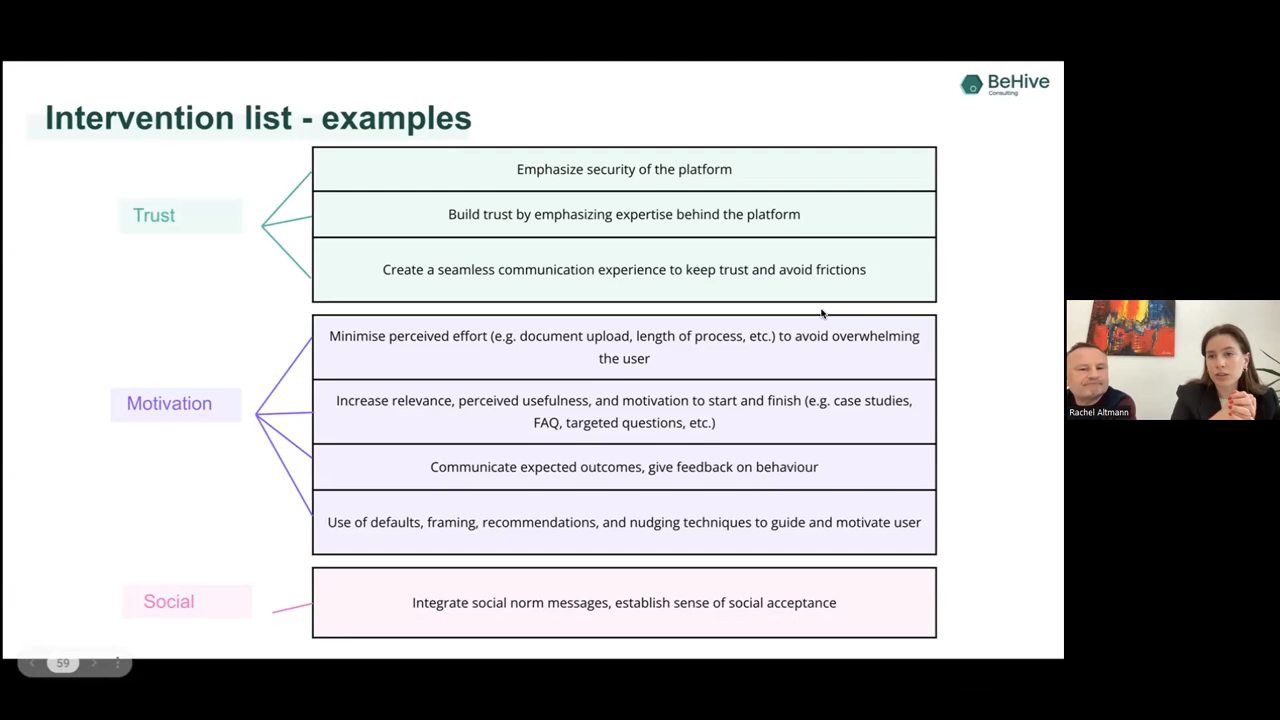 BeHive
Consulting
Intervention list - examples
Trust
Emphasize security of the platform
Build trust by emphasizing expertise behind the platform
Create a seamless communication experience to keep trust and avoid frictions
Motivation
Minimise perceived effort (e.g. document upload, length of process, etc.) to avoid overwhelming
the user
Increase relevance, perceived usefulness, and motivation to start and finish (e.g. case studies,
FAQ, targeted questions, etc.)
Communicate expected outcomes, give feedback on behaviour
Use of defaults, framing, recommendations, and nudging techniques to guide and motivate user
Social
Integrate social norm messages, establish sense of social acceptance
59
Rachel Altmann